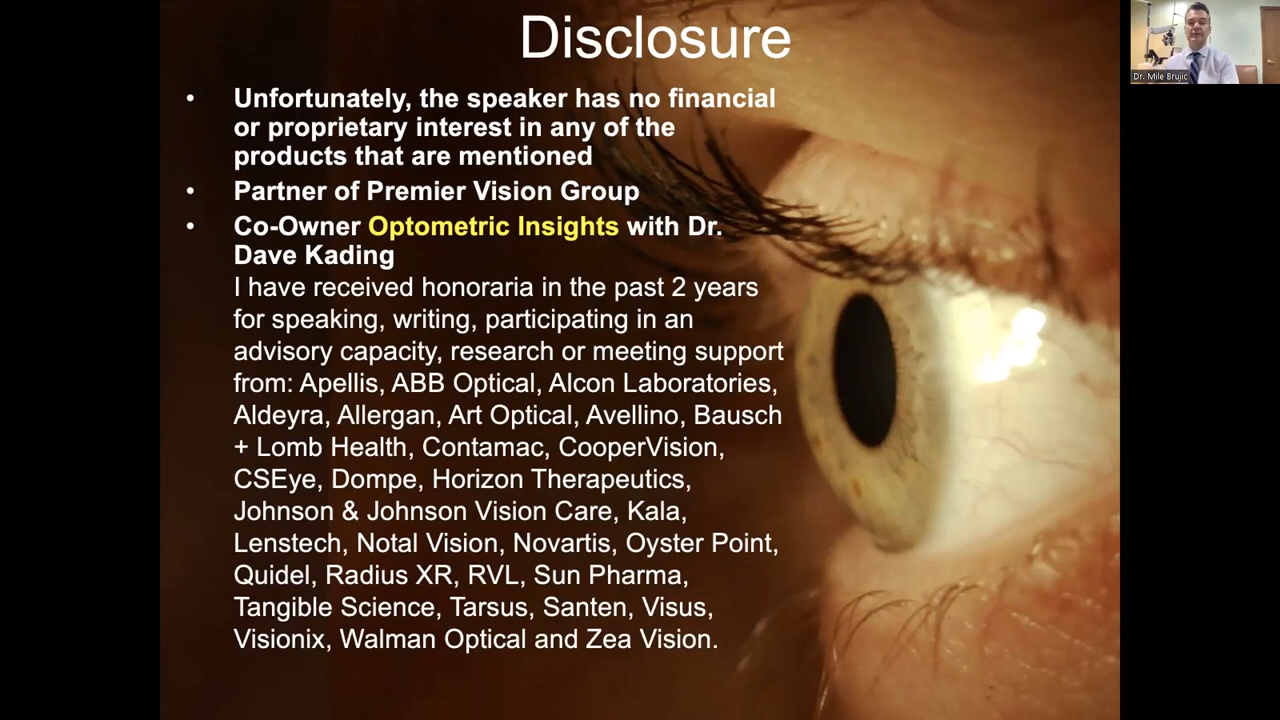 Disclosure
• Unfortunately, the speaker has no financial
or proprietary interest in any of the
products that are mentioned
• Partner of Premier Vision Group
• Co-Owner Optometric Insights with Dr.
Dave Kading
I have received honoraria in the past 2 years
for speaking, writing, participating in an
advisory capacity, research or meeting support
from: Apellis, ABB Optical, Alcon Laboratories,
Aldeyra, Allergan, Art Optical, Avellino, Bausch
+ Lomb Health, Contamac, CooperVision,
CSEye, Dompe, Horizon Therapeutics,
Johnson & Johnson Vision Care, Kala,
Lenstech, Notal Vision, Novartis, Oyster Point,
Quidel, Radius XR, RVL, Sun Pharma,
Tangible Science, Tarsus, Santen, Visus,
Visionix, Walman Optical and Zea Vision.
Dr. Mile Brujic